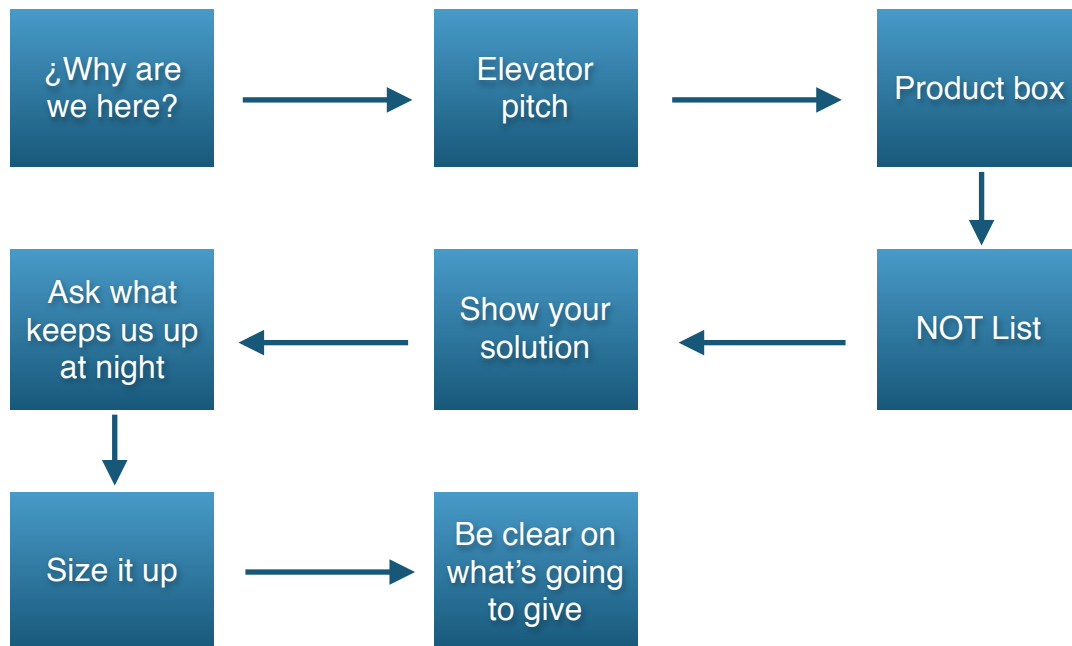 ¿Why are
we here?
Elevator
pitch
Product box
NOT List
Show your
solution
Ask what
keeps us up
at night
Size it up
Be clear on
what's going
to give